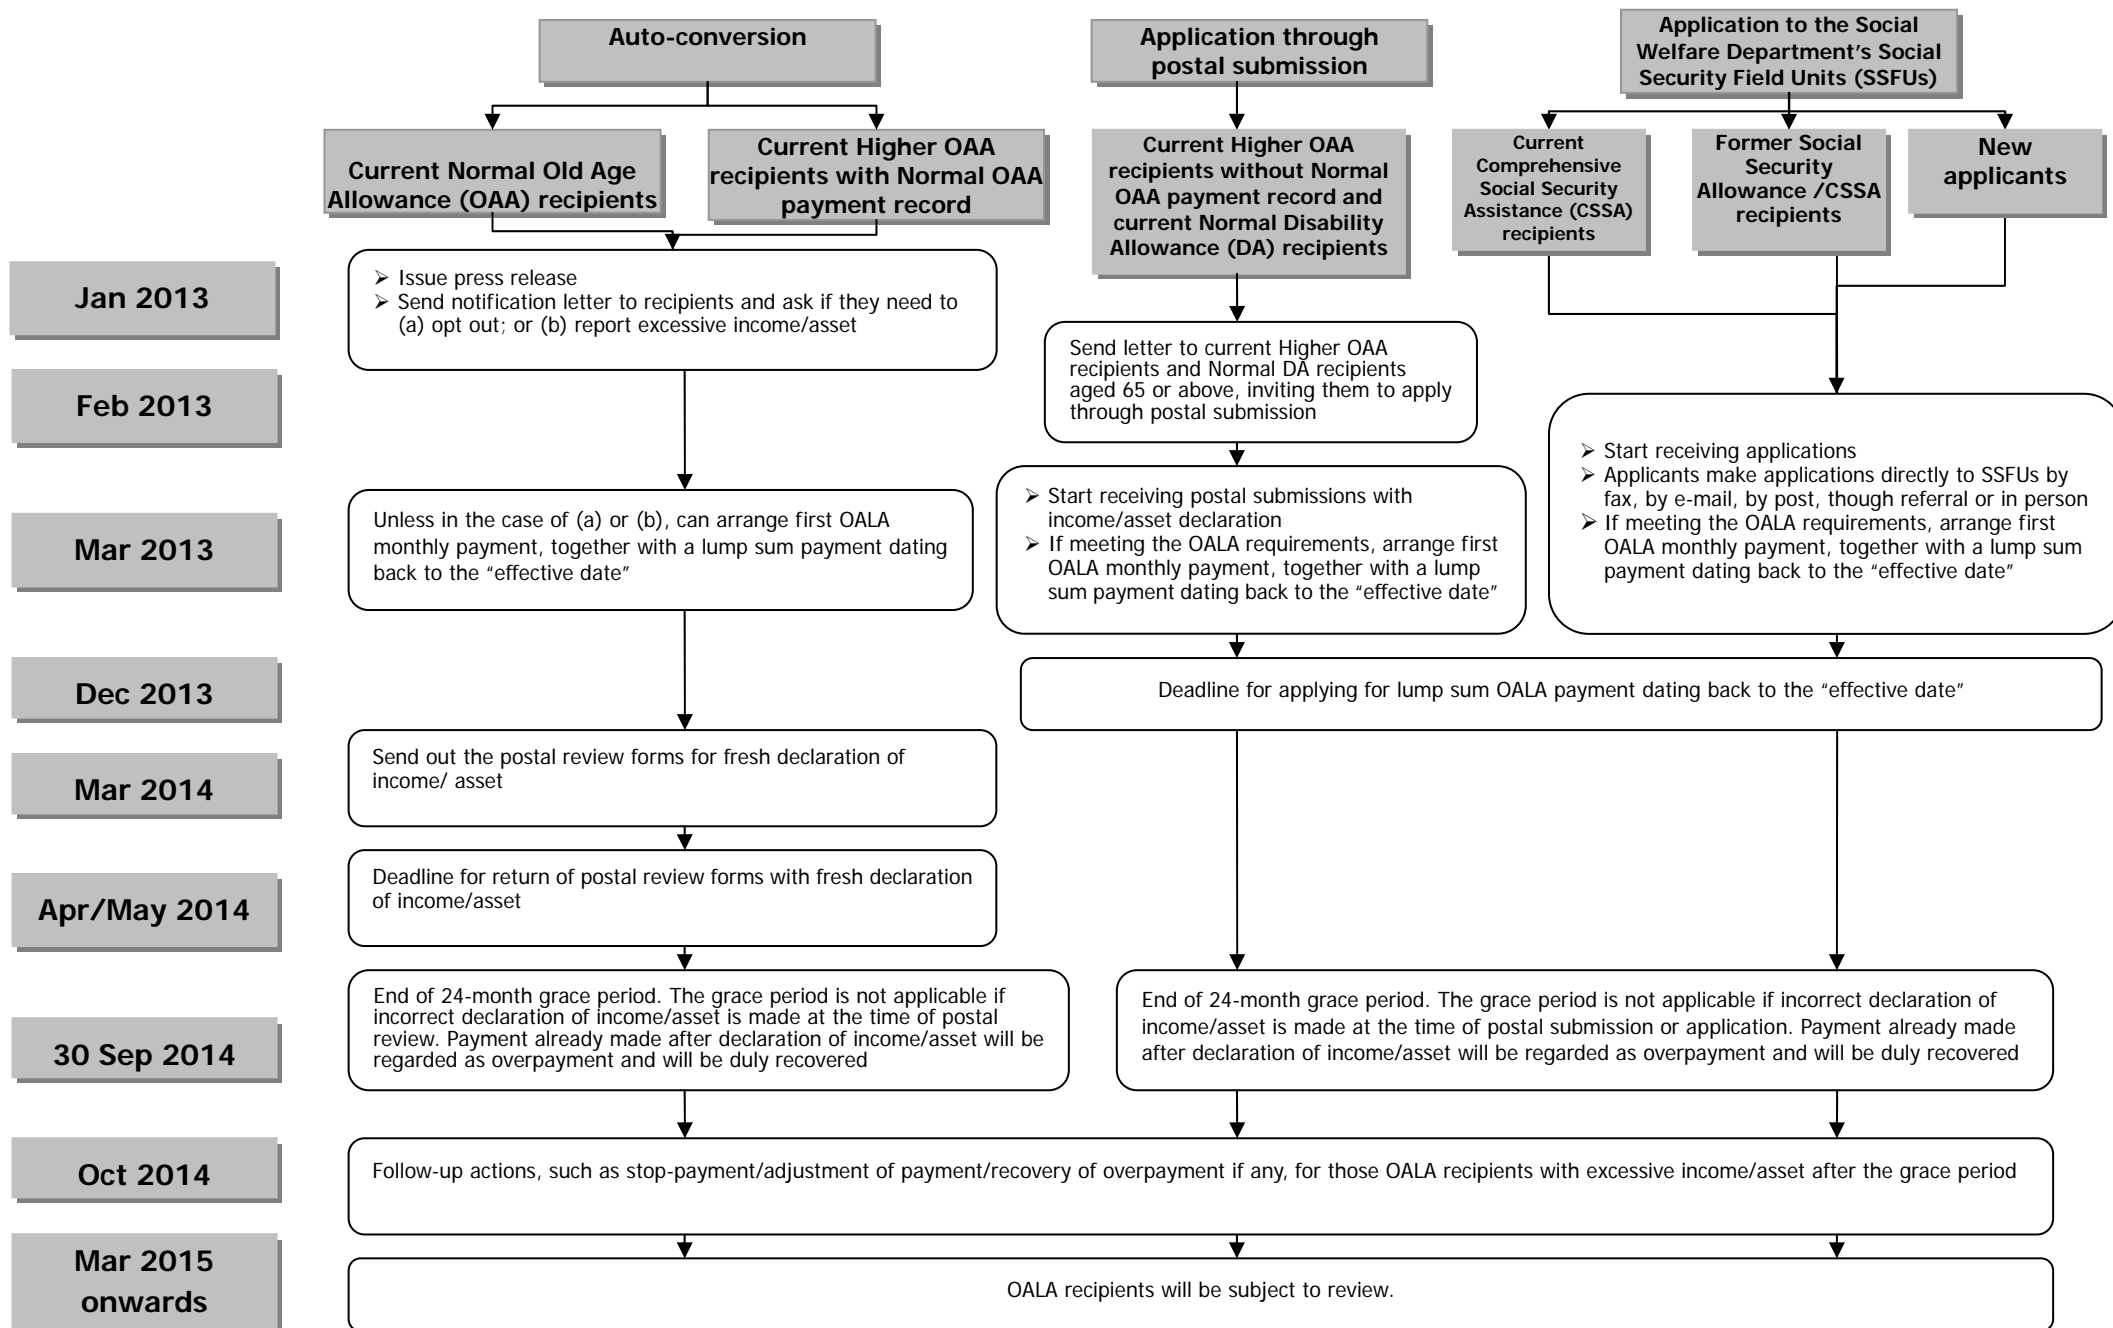 Auto-conversion
Application through
postal submission
Application to the Social
Welfare Department's Social
Security Field Units (SSFUs)
Current Normal Old Age
Allowance (OAA) recipients
Current Higher OAA
recipients with Normal OAA
payment record
Current Higher OAA
recipients without Normal
OAA payment record and
current Normal Disability
Allowance (DA) recipients
Current
Comprehensive
Social Security
Assistance (CSSA)
recipients
Former Social
Security
Allowance /CSSA
recipients
New
applicants
Jan 2013
➢ Issue press release
➢ Send notification letter to recipients and ask if they need to
(a) opt out; or (b) report excessive income/asset
Send letter to current Higher OAA
recipients and Normal DA recipients
aged 65 or above, inviting them to apply
through postal submission
Feb 2013
➢ Start receiving applications
➢ Applicants make applications directly to SSFUs by
fax, by e-mail, by post, though referral or in person
➢ If meeting the OALA requirements, arrange first
OALA monthly payment, together with a lump sum
payment dating back to the “effective date”
Mar 2013
Unless in the case of (a) or (b), can arrange first OALA
monthly payment, together with a lump sum payment dating
back to the “effective date”
➢ Start receiving postal submissions with
income/asset declaration
➢ If meeting the OALA requirements, arrange first
OALA monthly payment, together with a lump
sum payment dating back to the “effective date”
Dec 2013
Deadline for applying for lump sum OALA payment dating back to the “effective date”
Mar 2014
Send out the postal review forms for fresh declaration of
income/ asset
Apr/May 2014
Deadline for return of postal review forms with fresh declaration
of income/asset
30 Sep 2014
End of 24-month grace period. The grace period is not applicable if
incorrect declaration of income/asset is made at the time of postal
review. Payment already made after declaration of income/asset will be
regarded as overpayment and will be duly recovered
End of 24-month grace period. The grace period is not applicable if incorrect declaration of
income/asset is made at the time of postal submission or application. Payment already made
after declaration of income/asset will be regarded as overpayment and will be duly recovered
Oct 2014
Follow-up actions, such as stop-payment/adjustment of payment/recovery of overpayment if any, for those OALA recipients with excessive income/asset after the grace period
Mar 2015
onwards
OALA recipients will be subject to review.